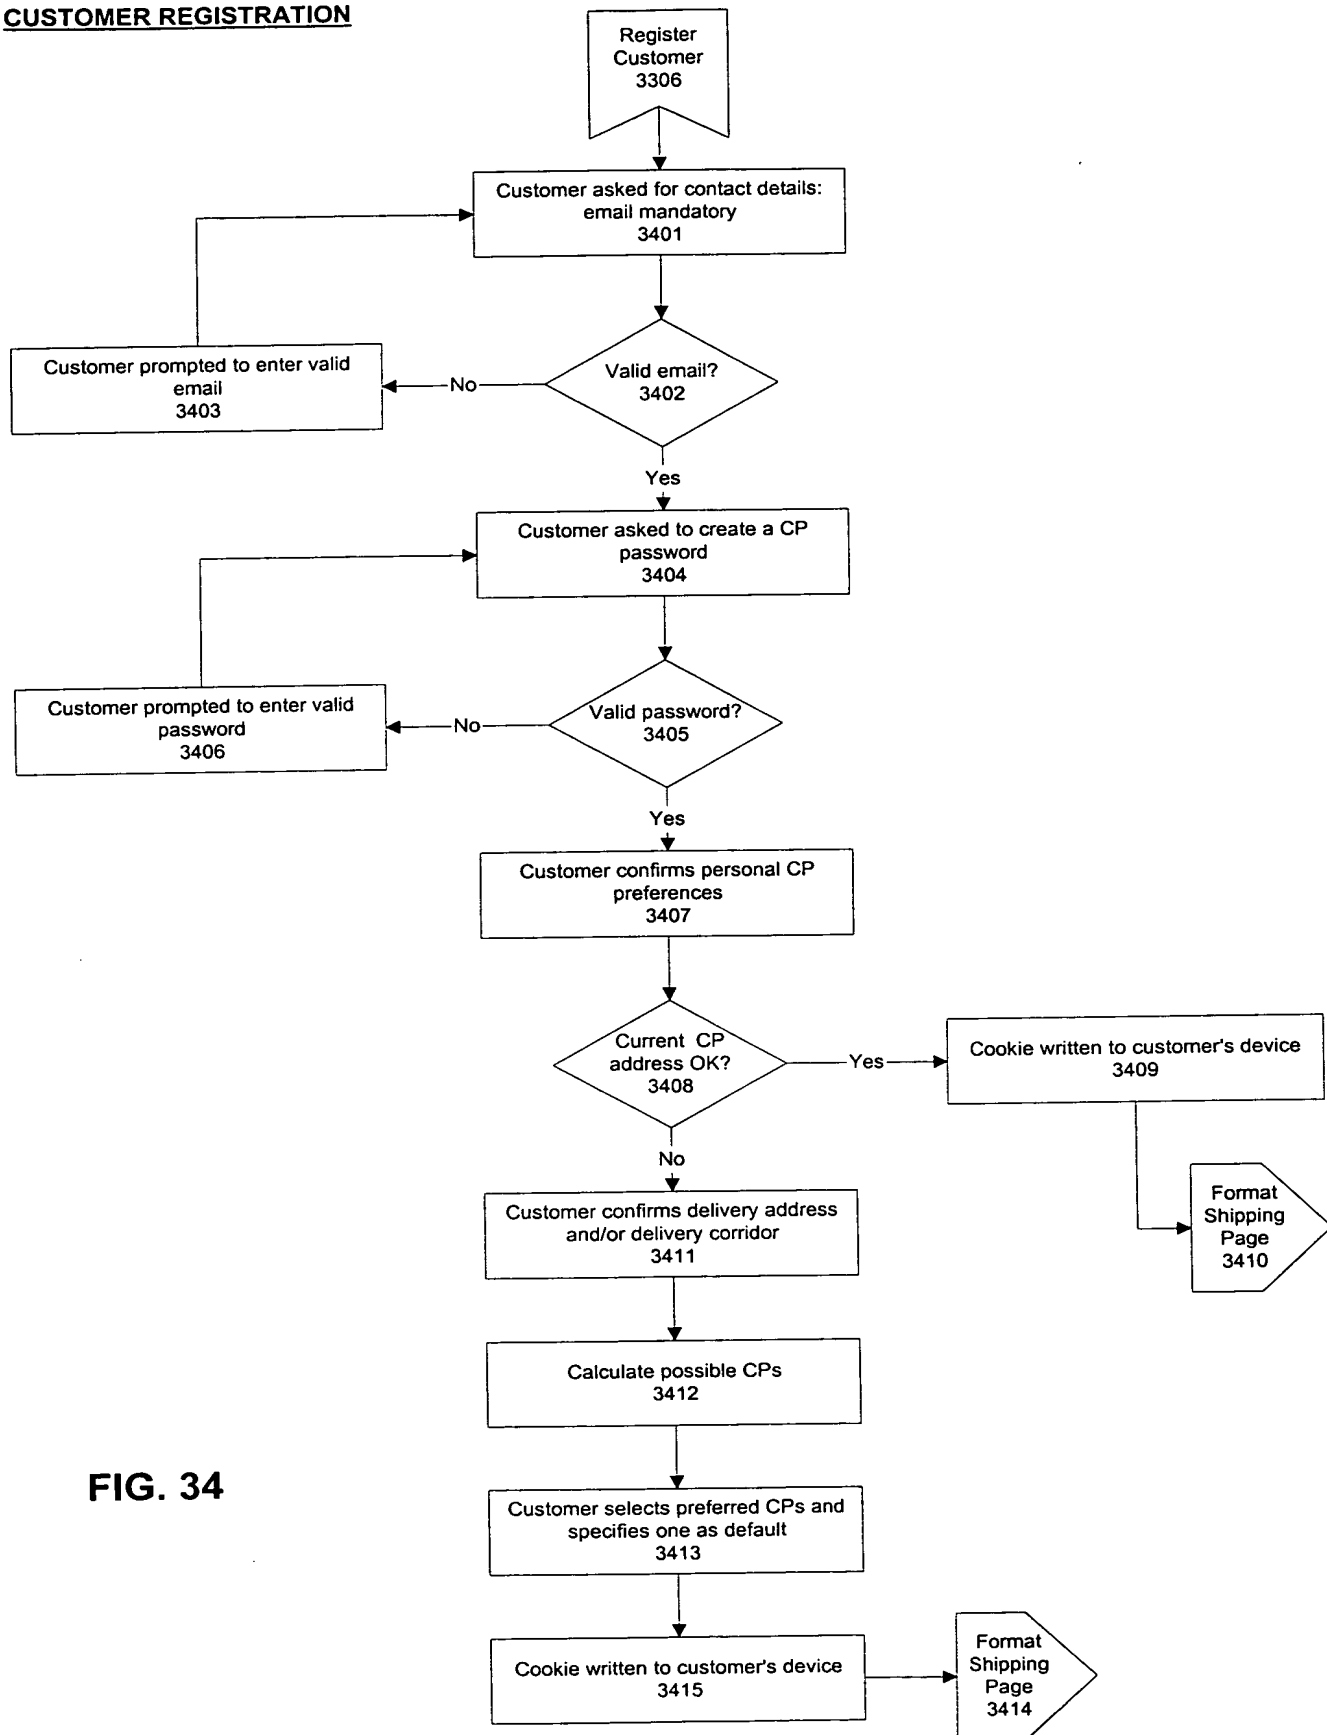 CUSTOMER REGISTRATION
Register
Customer
3306
Customer asked for contact details:
email mandatory
3401
Customer prompted to enter valid
email
3403
No
Valid email?
3402
Yes
Customer asked to create a CP
password
3404
Customer prompted to enter valid
password
3406
No
Valid password?
3405
Yes
Customer confirms personal CP
preferences
3407
Current CP
address OK?
3408
Yes
Cookie written to customer's device
3409
Format
Shipping
Page
3410
No
Customer confirms delivery address
and/or delivery corridor
3411
Calculate possible CPs
3412
FIG. 34
Customer selects preferred CPs and
specifies one as default
3413
Cookie written to customer's device
3415
Format
Shipping
Page
3414